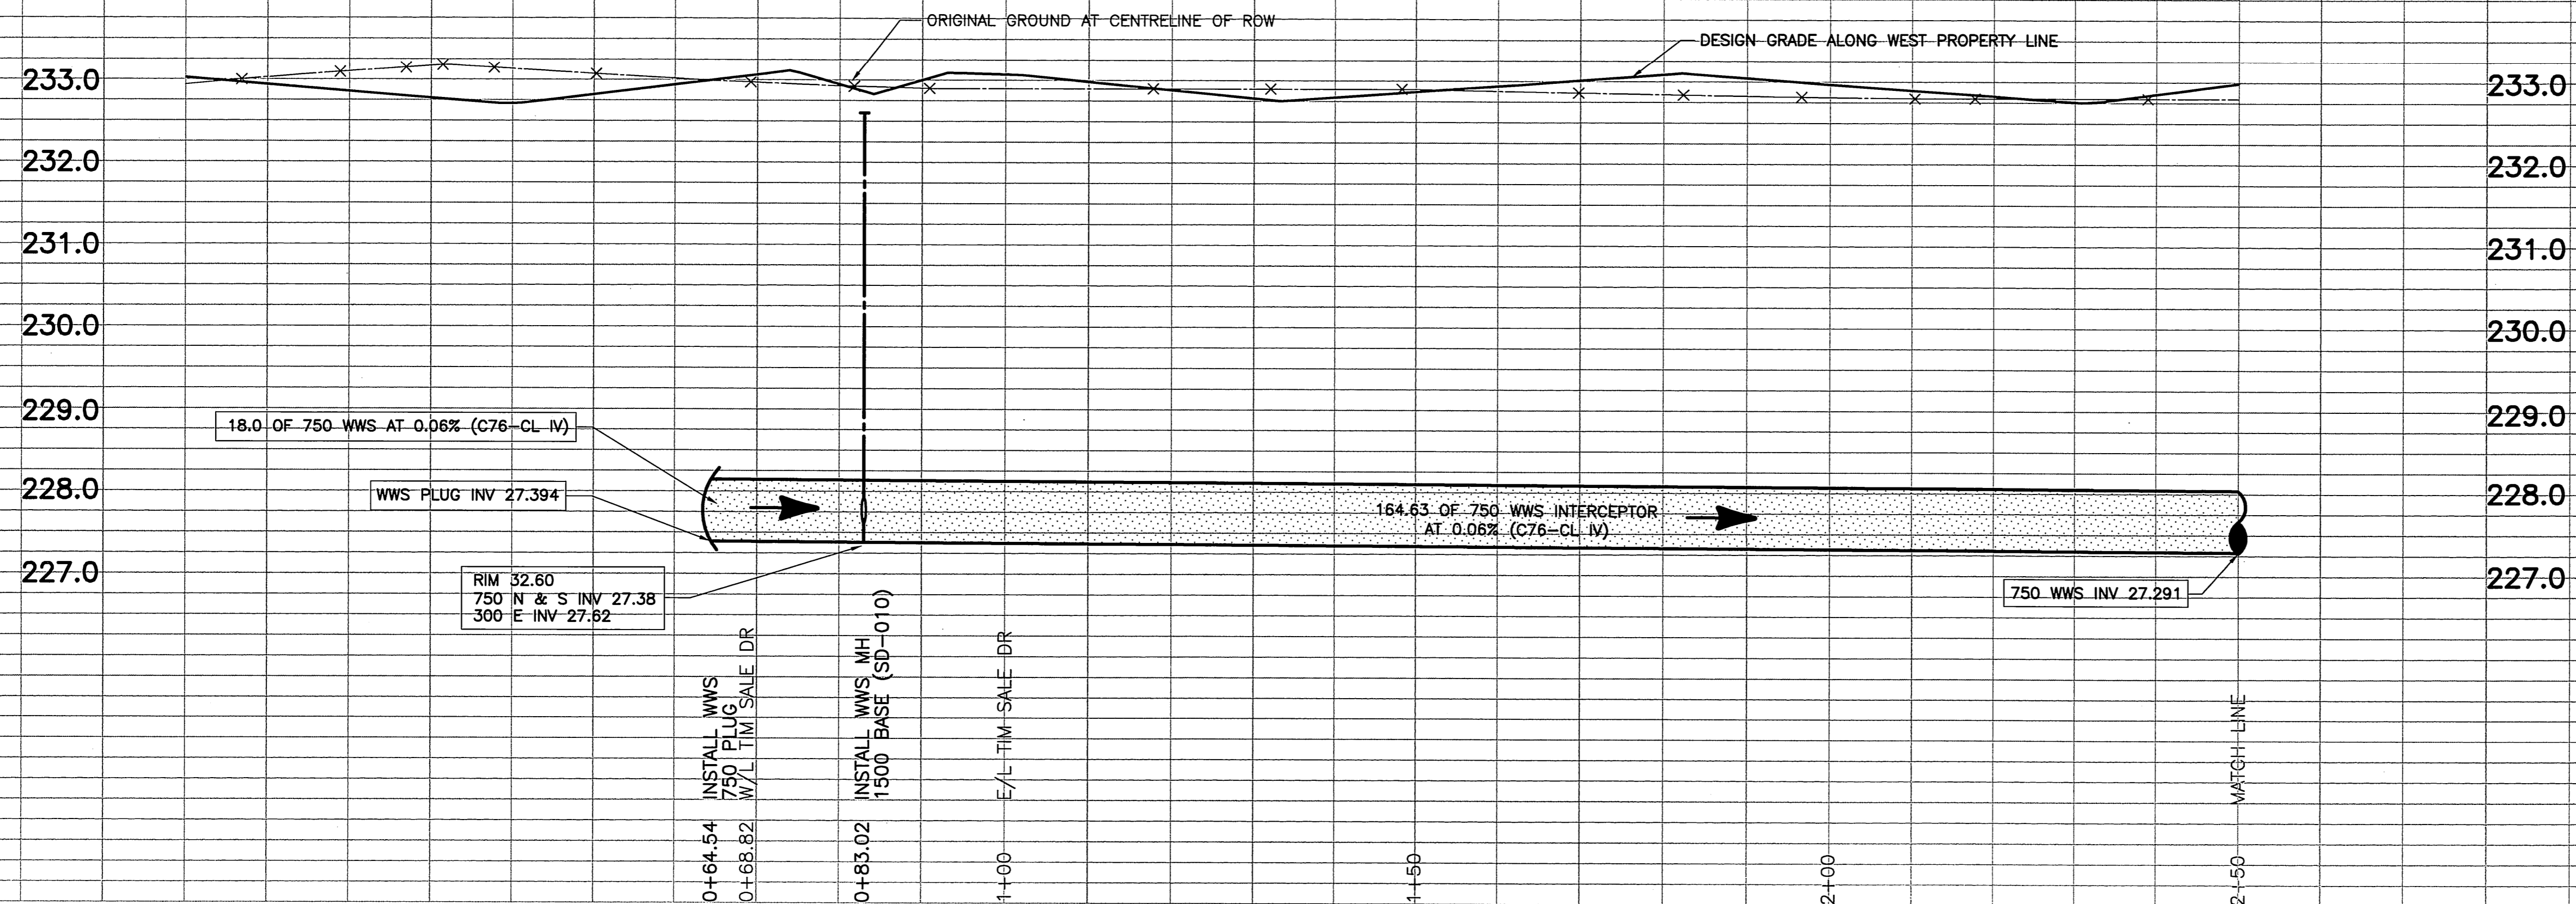 ORIGINAL GROUND AT CENTRELINE OF ROW
DESIGN GRADE ALONG WEST PROPERTY LINE
233.0
233.0
232.0
232.0
231.0
231.0
230.0
230.0
229.0
229.0
18.0 OF 750 WWS AT 0.06% (C76-CL IV)
228.0
228.0
WWS PLUG INV 27.394
164.63 OF 750 WWS INTERCEPTOR
AT 0.06% (C76-CL IV)
227.0
227.0
RIM 32.60
750 N & S INV 27.38
300 E INV 27.62
750 WWS INV 27.291
0+64.54 INSTALL WWS
750 PLUG
0+68.82 W/L TIM SALE DR
0+83.02 INSTALL WWS MH
1500 BASE (SD-010)
1+00 E/L TIM SALE DR
1+50
2+00
2+50 MATCH LINE